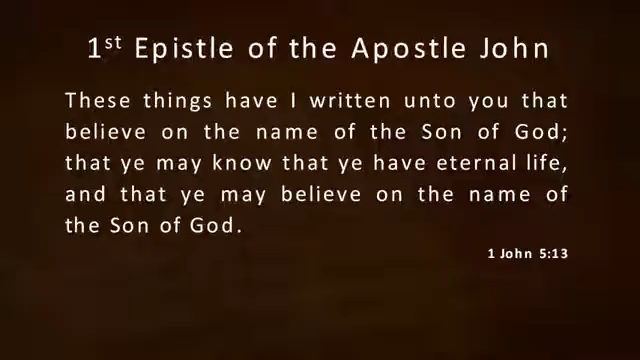 1st Epistle of the Apostle John
These things have I written unto you that
believe on the name of the Son of God;
that ye may know that ye have eternal life,
and that ye may believe on the name of
the Son of God.
1 John 5:13